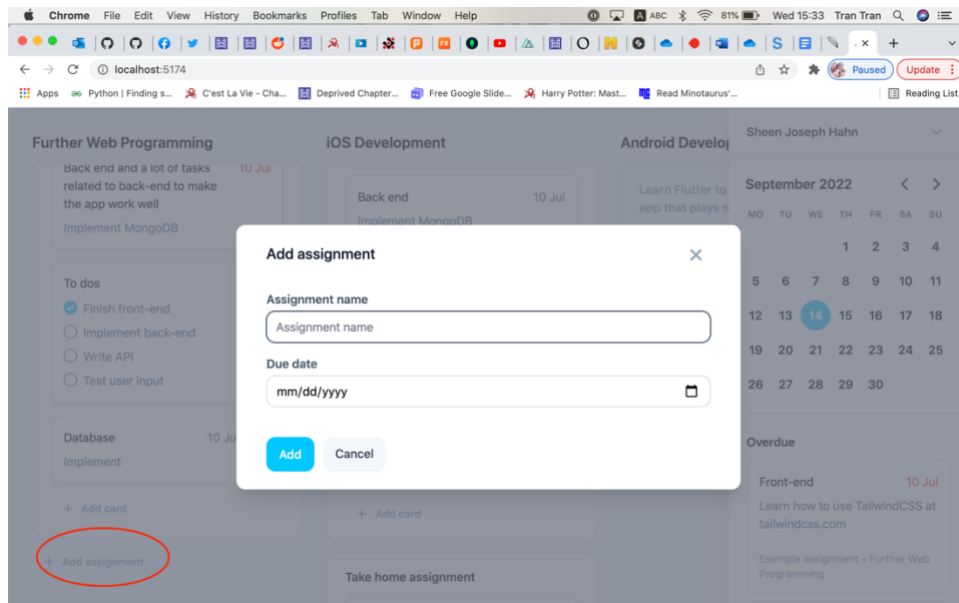 Chrome File Edit View History Bookmarks Profiles Tab Window Help
ABC 81% Wed 15:33 Tran Tran
localhost:5174
Paused
Update
Apps
Python | Finding s...
C'est La Vie - Cha...
Deprived Chapter...
Free Google Slide...
Harry Potter: Mast...
Read Minotaurus'...
Reading List
Further Web Programming
Back end and a lot of tasks 10 Jul
related to back-end to make
the app work well
Implement MongoDB
To dos
Finish front-end
Implement back-end
Write API
Test user input
Database 10 Ju
Implement
+ Add card
+ Add assignment
iOS Development
Back end 10 Jul
Implement MongoDB
+ Add card
Take home assignment
Android Develop
Learn Flutter to
app that plays m
Add assignment
Assignment name
Assignment name
Due date
mm/dd/yyyy
Add
Cancel
Sheen Joseph Hahn
September 2022
MO TU WE TH FR SA SU
1 2 3 4
5 6 7 8 9 10 11
12 13 14 15 16 17 18
19 20 21 22 23 24 25
26 27 28 29 30
Overdue
Front-end 10 Jul
Learn how to use TailwindCSS at
tailwindcss.com
Example assignment • Further Web
Programming